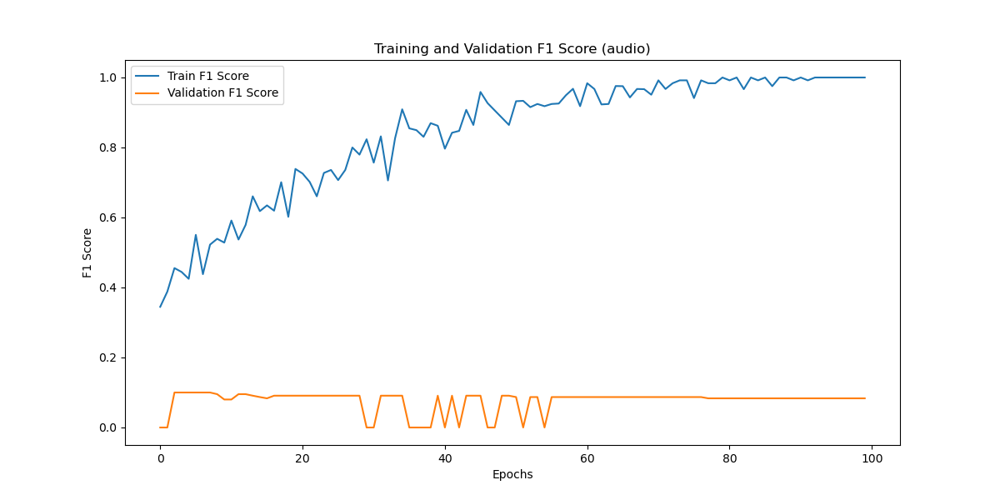 Training and Validation F1 Score (audio)
Train F1 Score
Validation F1 Score
1.0
0.8
0.6
0.4
0.2
0.0
F1 Score
0 20 40 60 80 100
Epochs